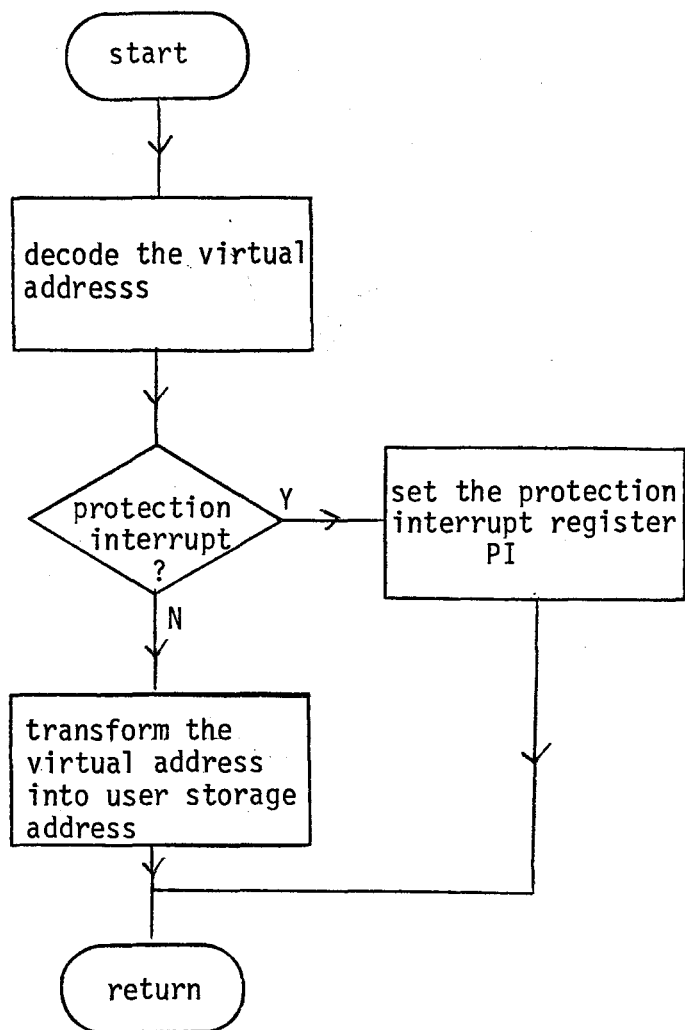 start
decode the virtual
addresss
protection
interrupt
?
Y
set the protection
interrupt register
PI
N
transform the
virtual address
into user storage
address
return